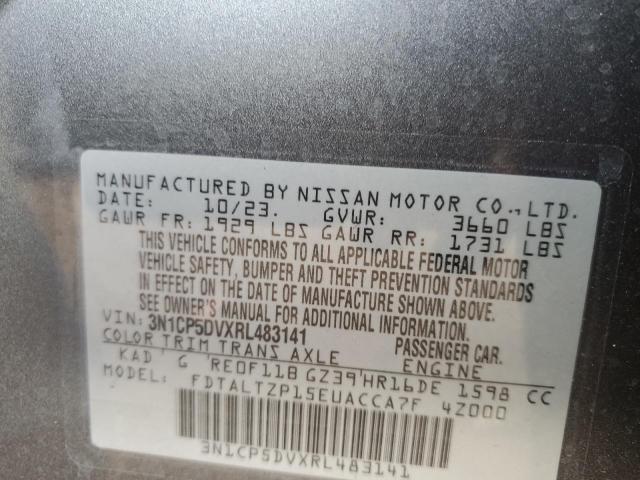 MANUFACTURED BY NISSAN MOTOR CO., LTD.
DATE: 10/23. GVWR: 3660 LBS
GAWR FR: 1929 LBS GAWR RR: 1731 LBS
THIS VEHICLE CONFORMS TO ALL APPLICABLE FEDERAL MOTOR
VEHICLE SAFETY, BUMPER AND THEFT PREVENTION STANDARDS
IN EFFECT ON THE DATE OF MANUFACTURE SHOWN ABOVE.
SEE OWNER'S MANUAL FOR ADDITIONAL INFORMATION.
VIN: 3N1CP5DVXRL483141 PASSENGER CAR.
COLOR TRIM TRANS AXLE ENGINE
KAD ' G ' RE0F11B GZ39'HR16DE 1598 CC
FDTALTZP15EUACCA7F 4Z000
3N1CP5DVXRL483141